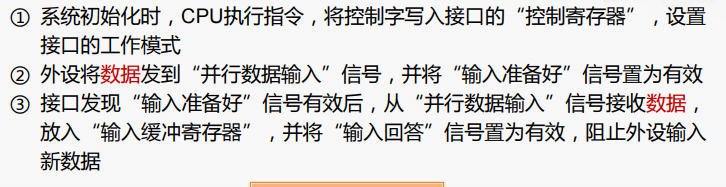 ① 系统初始化时，CPU执行指令，将控制字写入接口的“控制寄存器”，设置
接口的工作模式
② 外设将数据发到“并行数据输入”信号，并将“输入准备好”信号置为有效
③ 接口发现“输入准备好”信号有效后，从“并行数据输入”信号接收数据，
放入“输入缓冲寄存器”，并将“输入回答”信号置为有效，阻止外设输入
新数据